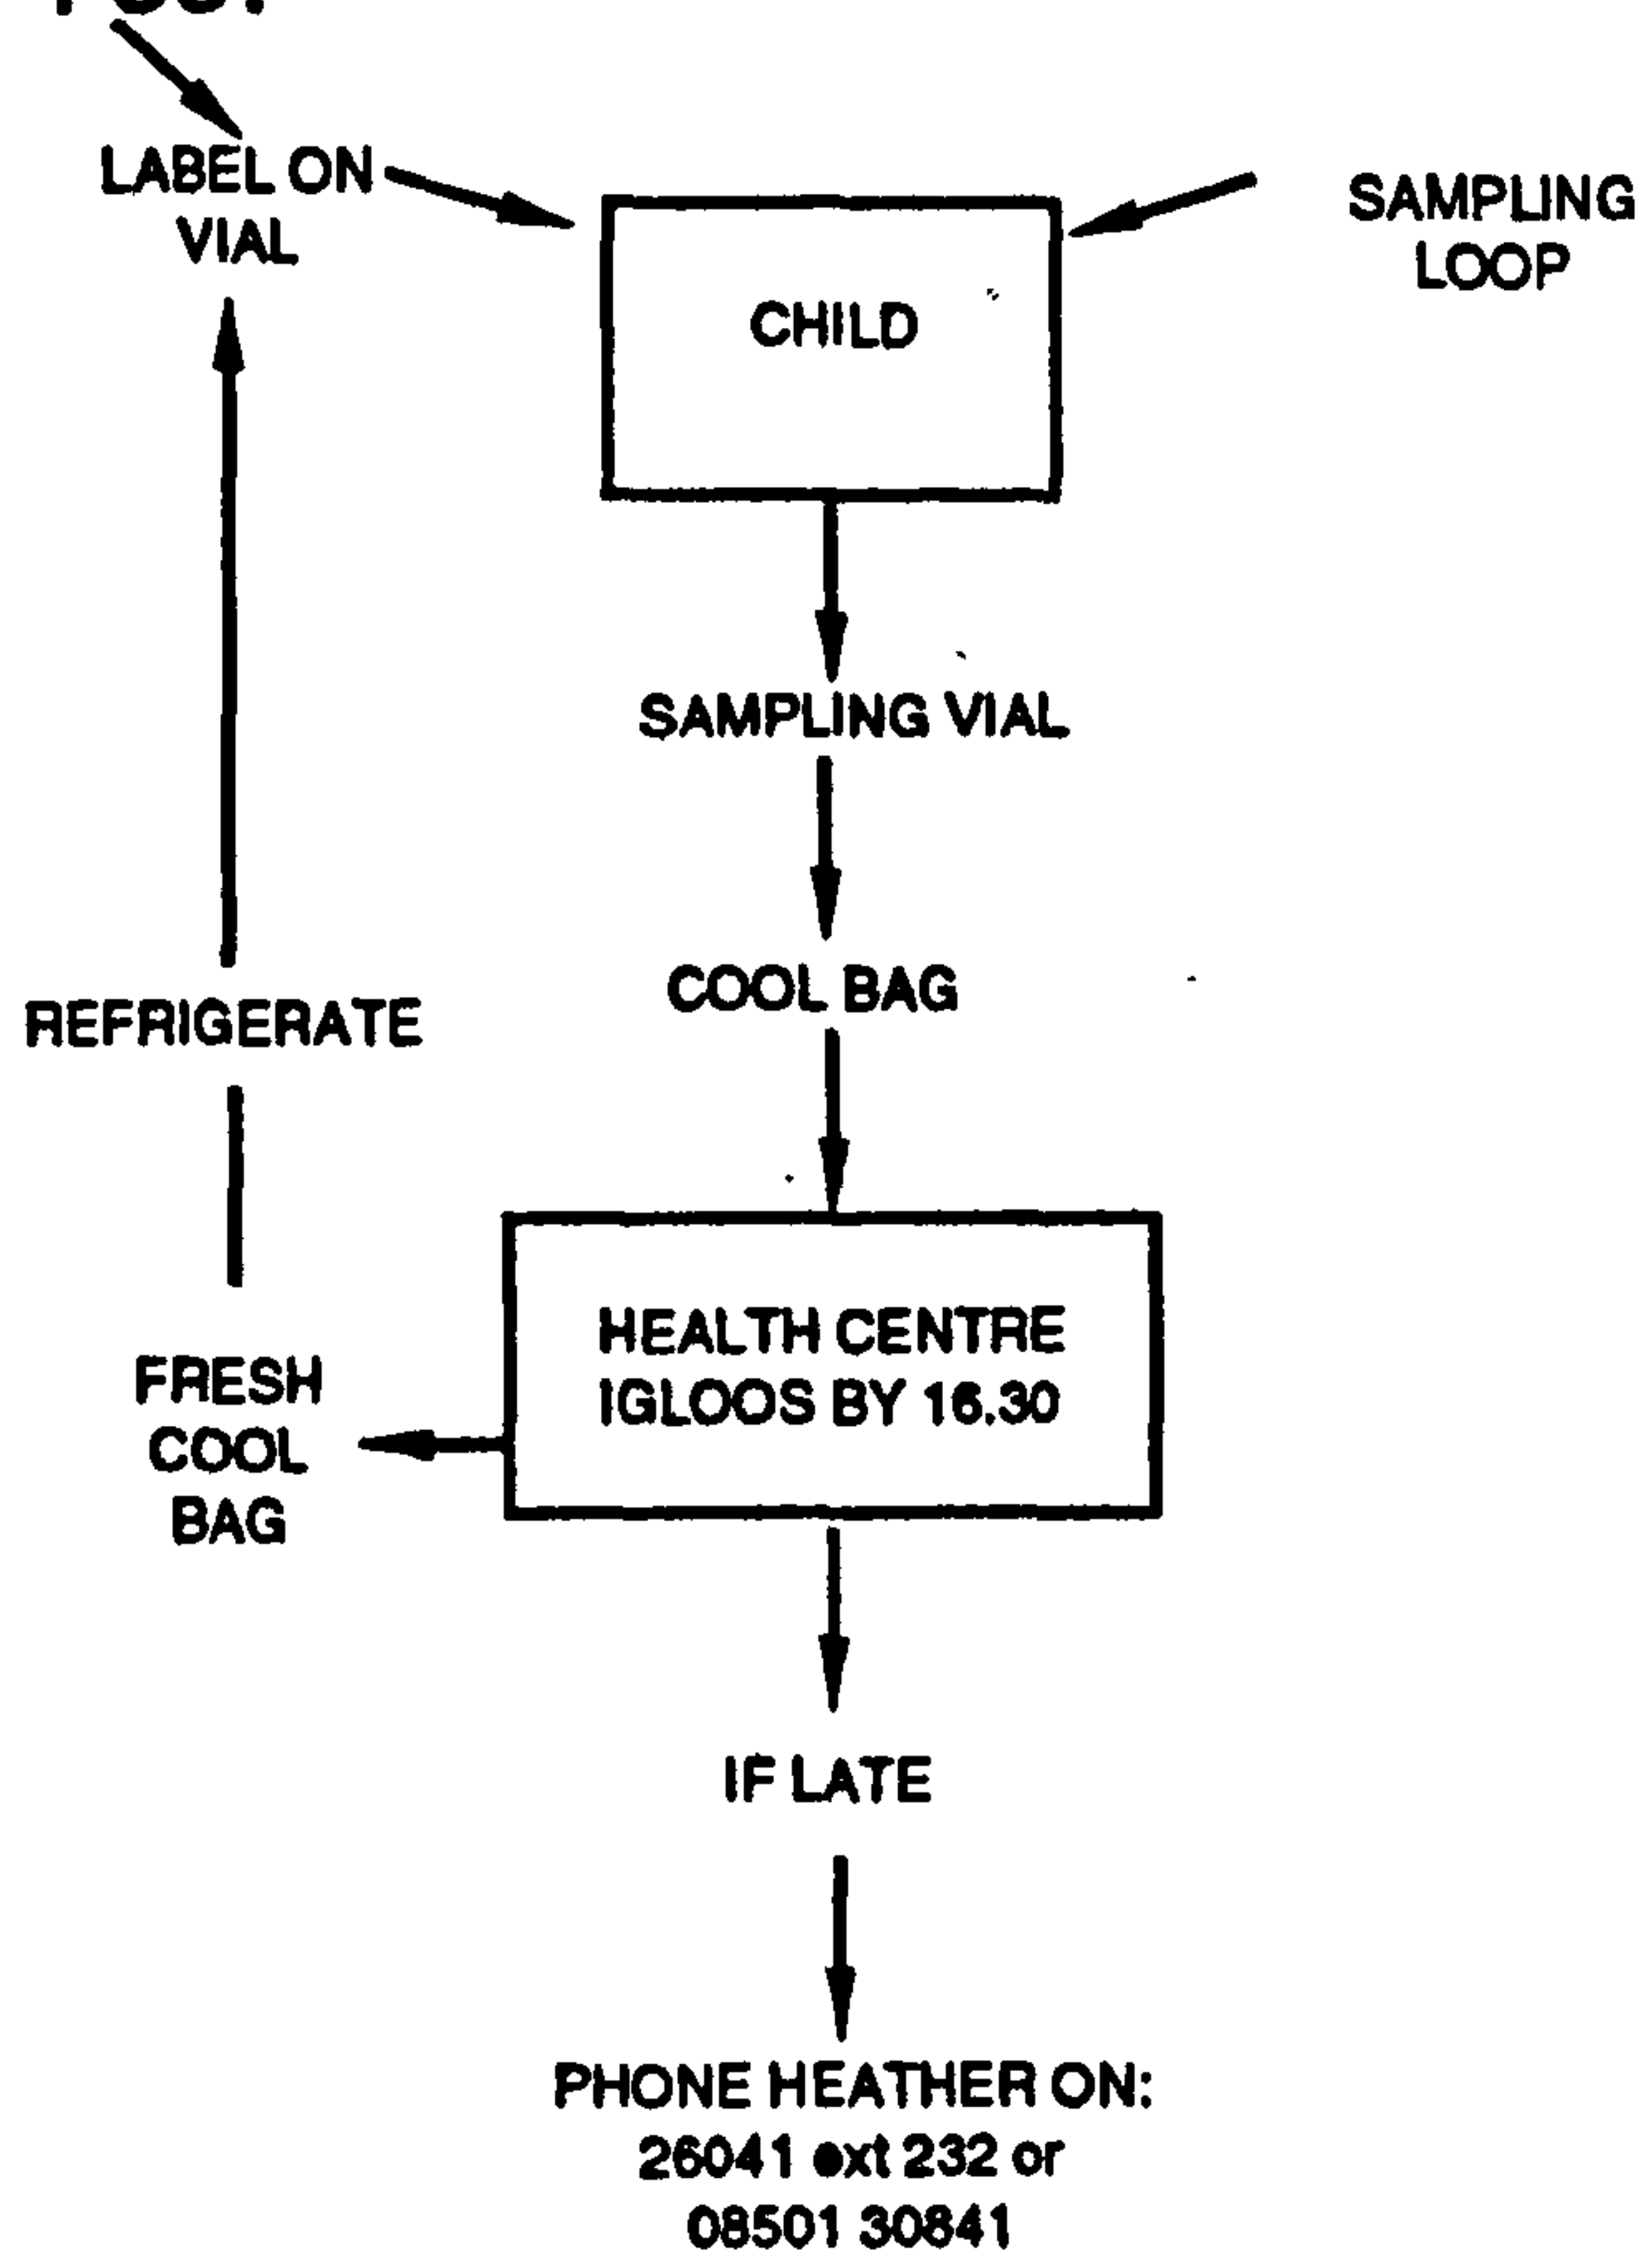 LABEL ON
VIAL
SAMPLING
LOOP
CHILD
SAMPLING VIAL
COOL BAG
REFRIGERATE
HEALTH CENTRE
IGLOOS BY 16.30
FRESH
COOL
BAG
IF LATE
PHONE HEATHER ON:
26041 ext 232 or
08501 30841